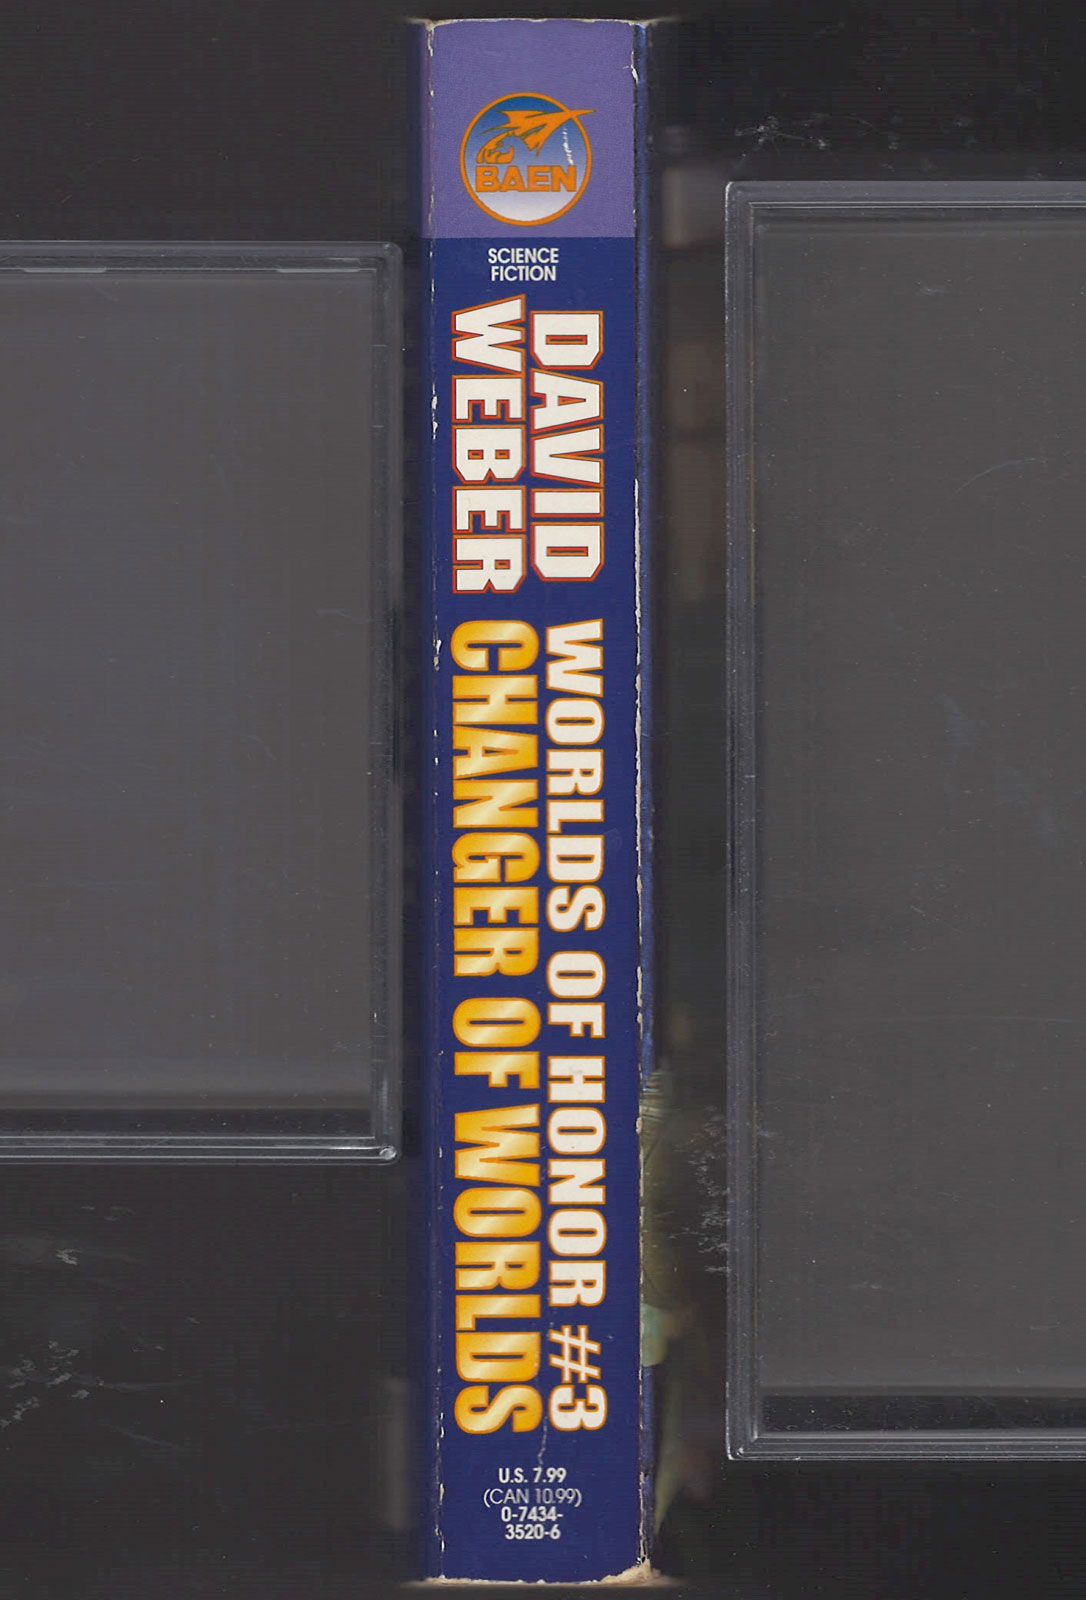 BAEN
SCIENCE
FICTION
DAVID
WEBER
WORLDS OF HONOR #3
CHANGER OF WORLDS
U.S. 7.99
(CAN 10.99)
0-7434-
3520-6